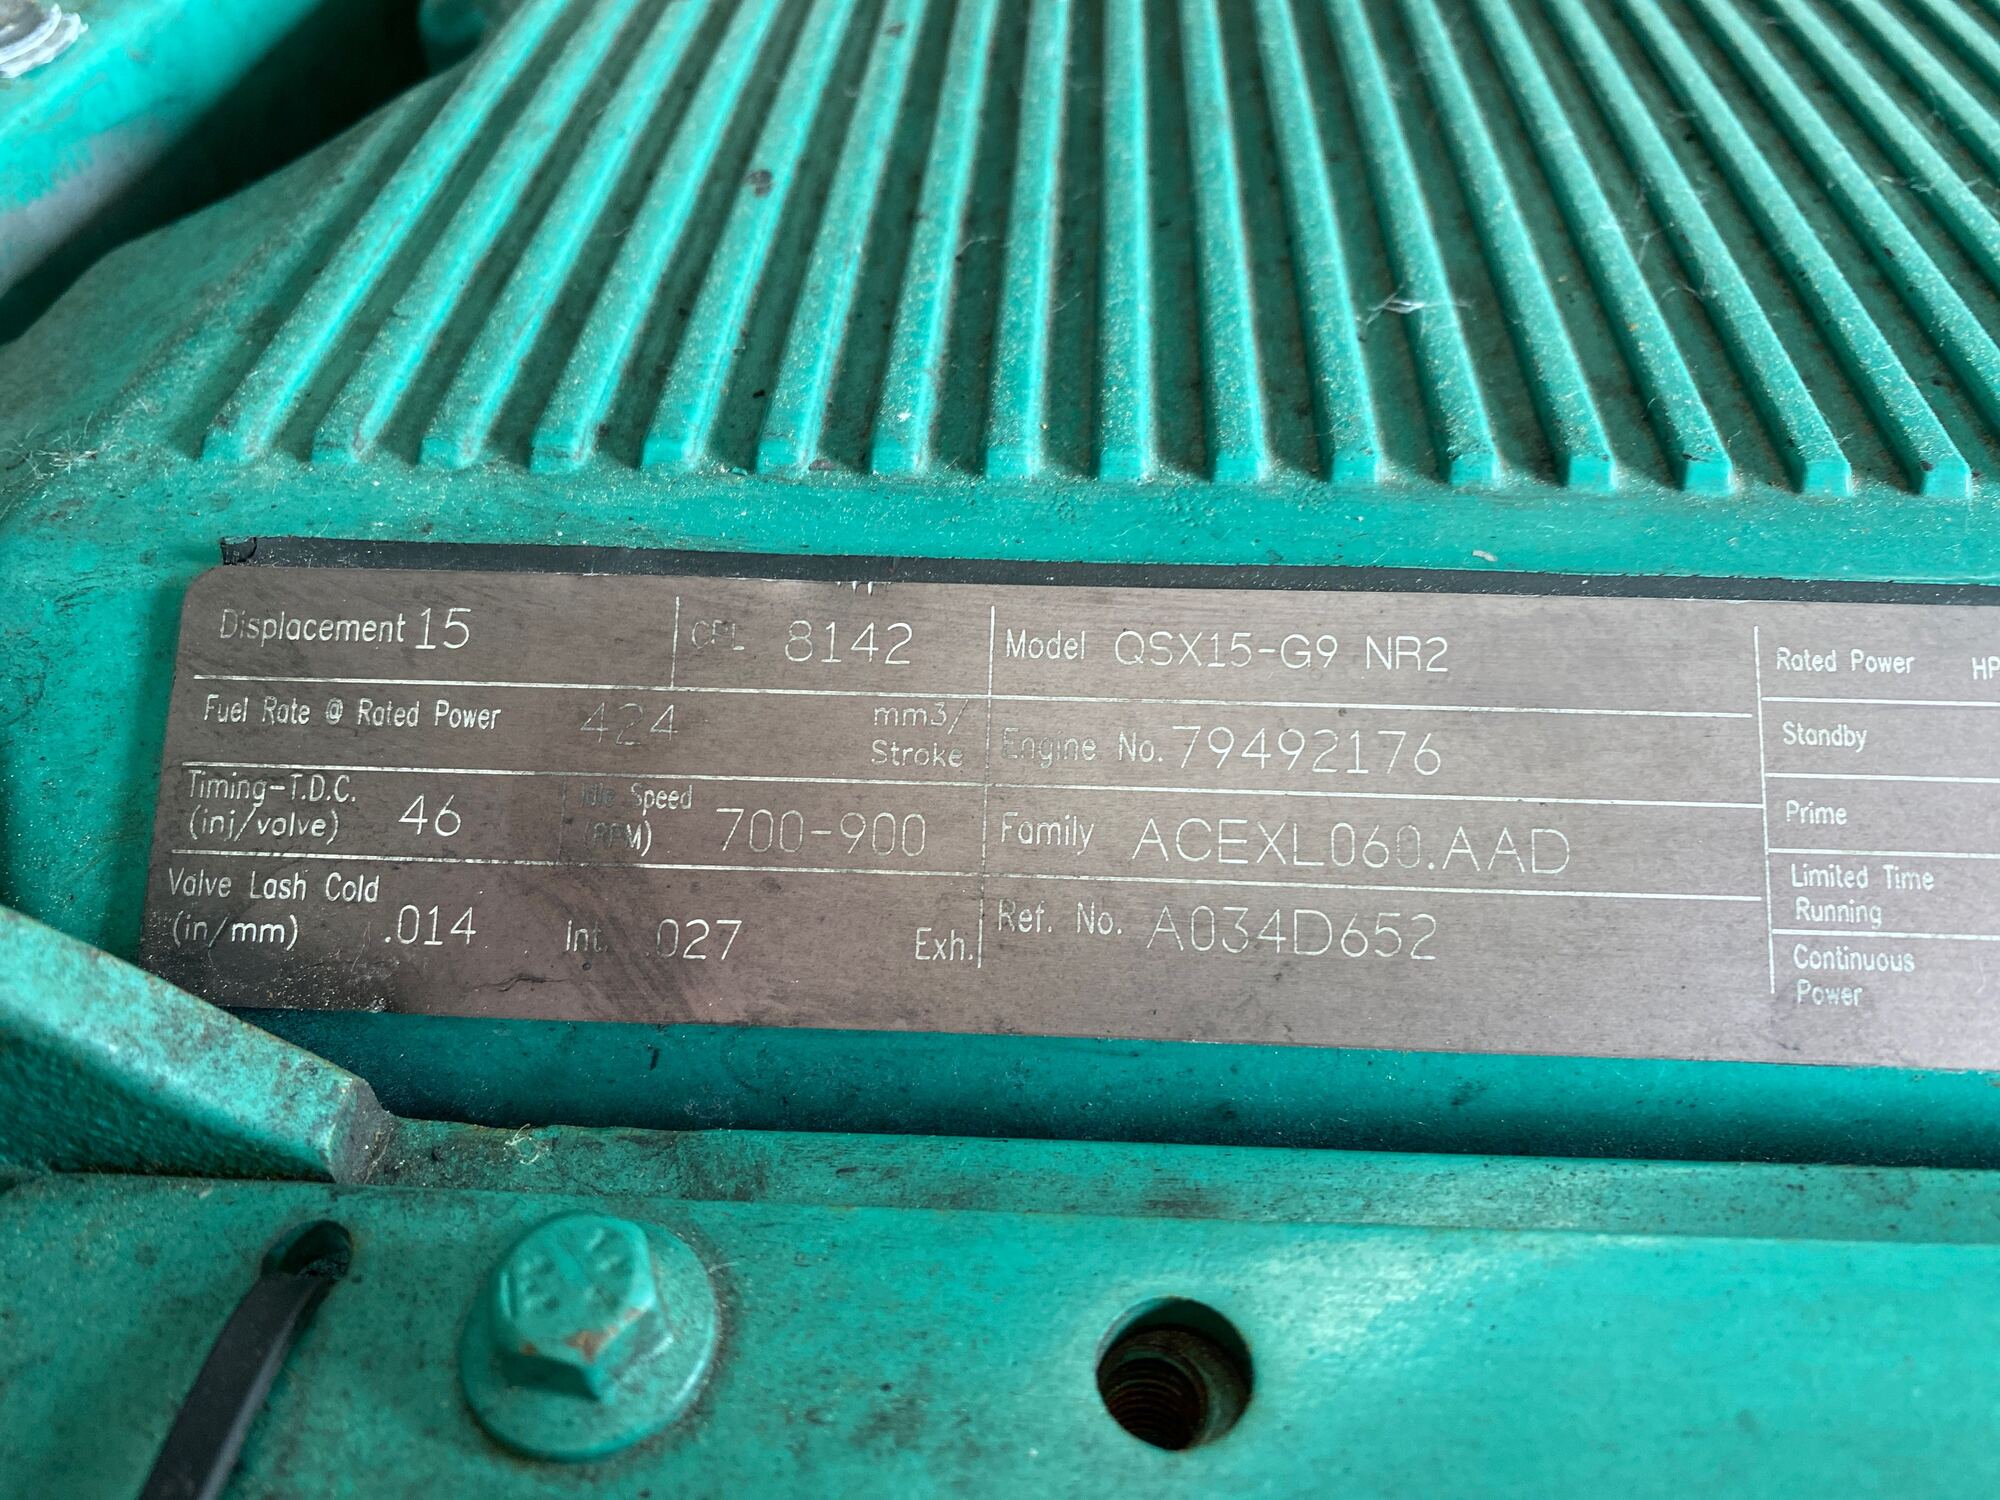 Displacement 15
CPL 8142
Fuel Rate @ Rated Power 424 mm3/
Stroke
Timing-T.D.C.
(inj/valve) 46
Idle Speed
(RPM) 700-900
Valve Lash Cold
(in/mm) .014 Int. .027 Exh.
Model QSX15-G9 NR2
Engine No. 79492176
Family ACEXL060.AAD
Ref. No. A034D652
Rated Power HP
Standby
Prime
Limited Time
Running
Continuous
Power